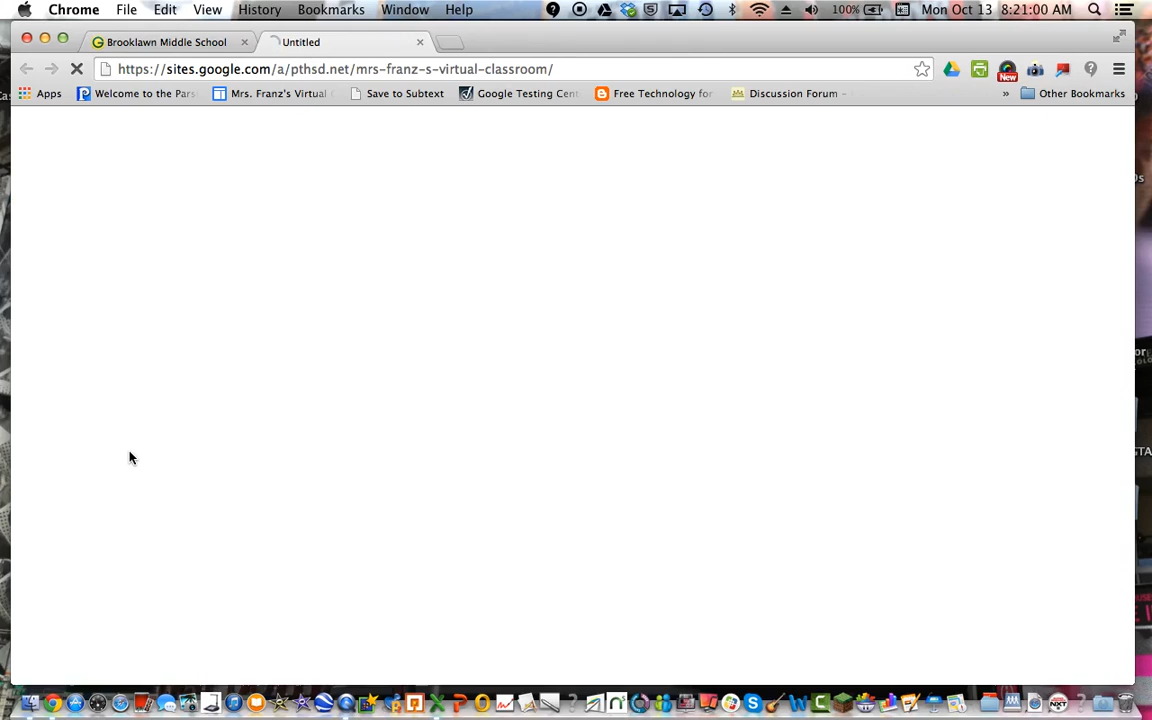 Chrome File Edit View History Bookmarks Window Help 100% Mon Oct 13 8:21:00 AM
Brooklawn Middle School Untitled
https://sites.google.com/a/pthsd.net/mrs-franz-s-virtual-classroom/
New
Apps Welcome to the Pars Mrs. Franz's Virtual Save to Subtext Google Testing Cent Free Technology for Discussion Forum – » Other Bookmarks